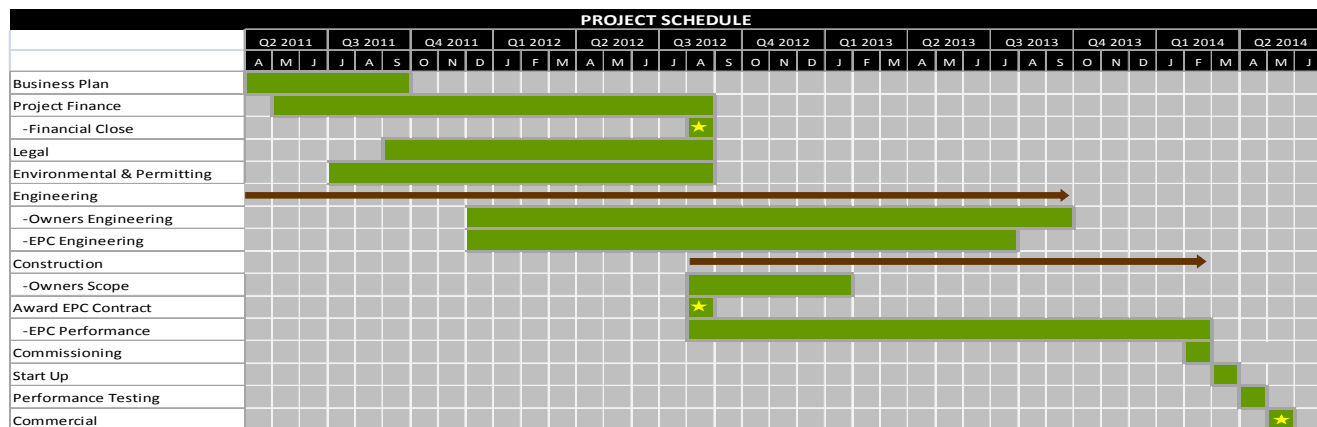 PROJECT SCHEDULE
Q2 2011 Q3 2011 Q4 2011 Q1 2012 Q2 2012 Q3 2012 Q4 2012 Q1 2013 Q2 2013 Q3 2013 Q4 2013 Q1 2014 Q2 2014
A M J J A S O N D J F M A M J J A S O N D J F M A M J J A S O N D J F M A M J
Business Plan
Project Finance
-Financial Close
Legal
Environmental & Permitting
Engineering
-Owners Engineering
-EPC Engineering
Construction
-Owners Scope
Award EPC Contract
-EPC Performance
Commissioning
Start Up
Performance Testing
Commercial